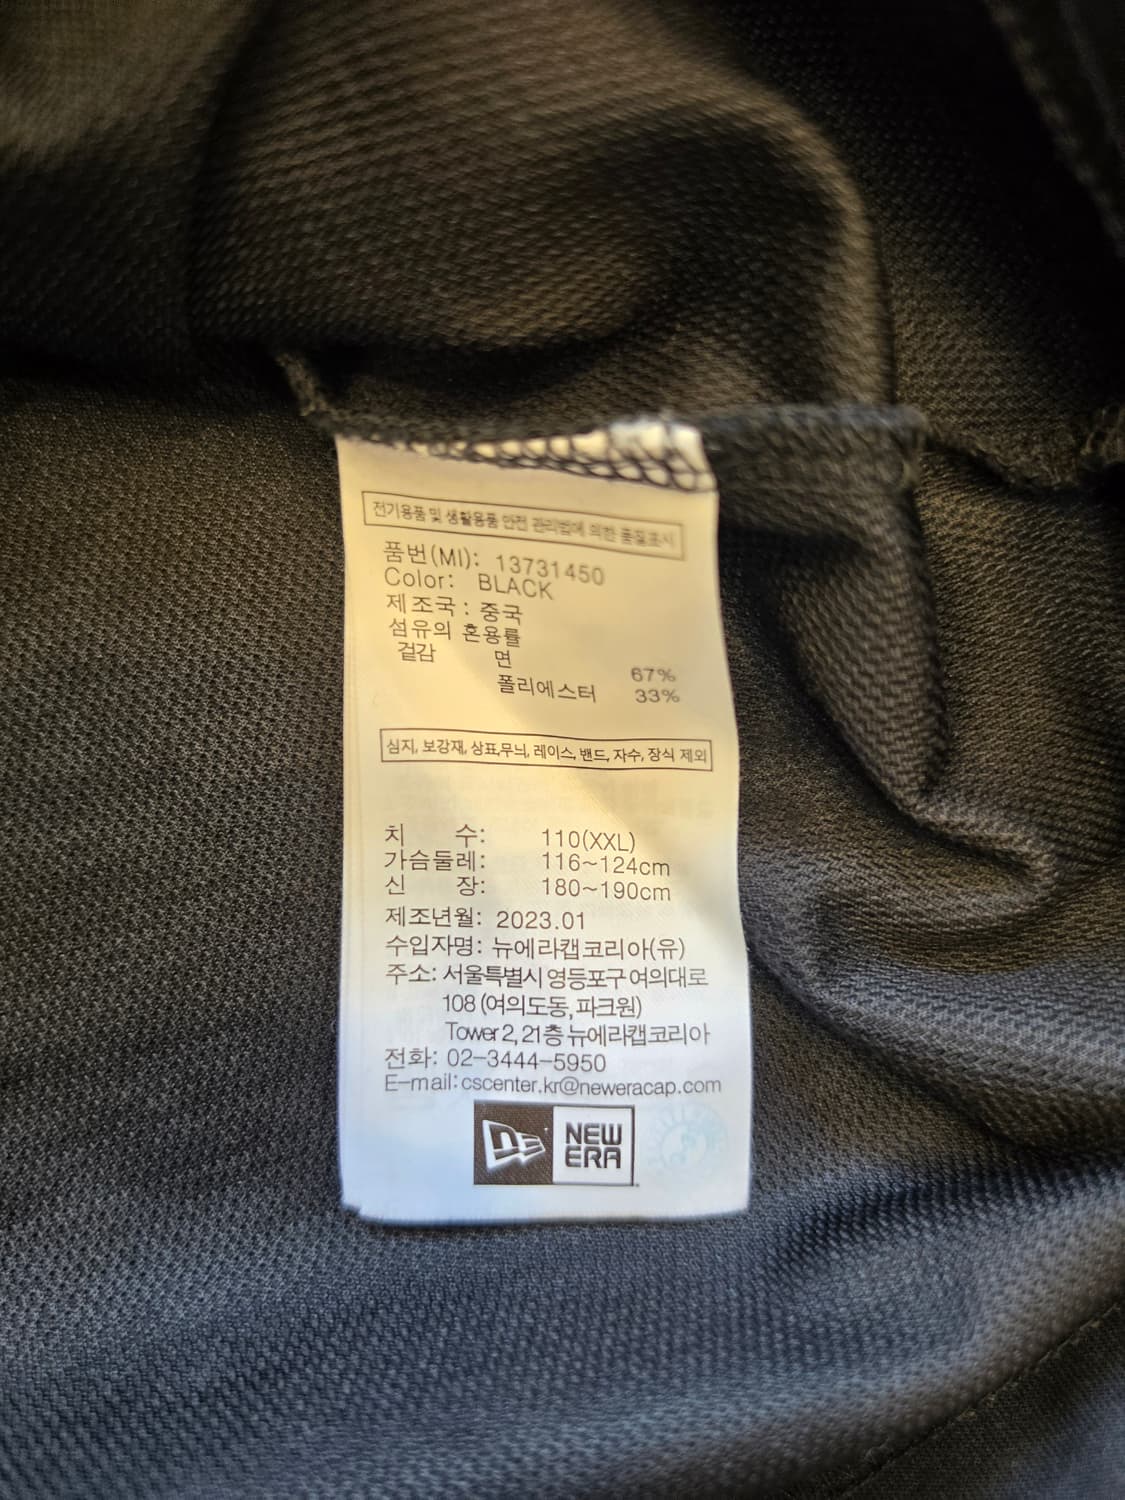 전기용품 및 생활용품 안전 관리법에 의한 품질표시
품번(MI): 13731450
Color: BLACK
제조국: 중국
섬유의 혼용률
겉감 면 67%
폴리에스터 33%
심지, 보강재, 상표,무늬, 레이스, 밴드, 자수, 장식 제외
치 수: 110(XXL)
가슴둘레: 116~124cm
신 장: 180~190cm
제조년월: 2023.01
수입자명: 뉴에라캡코리아(유)
주소: 서울특별시 영등포구 여의대로
108 (여의도동, 파크원)
Tower 2, 21층 뉴에라캡코리아
전화: 02-3444-5950
E-mail:cscenter.kr@neweracap.com
NEW
ERA